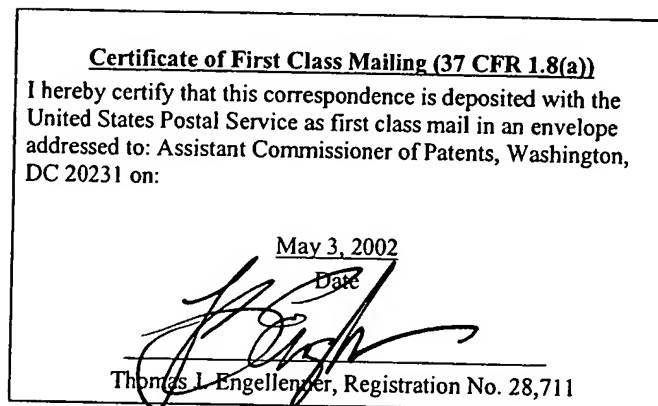 Certificate of First Class Mailing (37 CFR 1.8(a))
I hereby certify that this correspondence is deposited with the
United States Postal Service as first class mail in an envelope
addressed to: Assistant Commissioner of Patents, Washington,
DC 20231 on:
May 3, 2002
Date
Thomas J. Engellenner, Registration No. 28,711